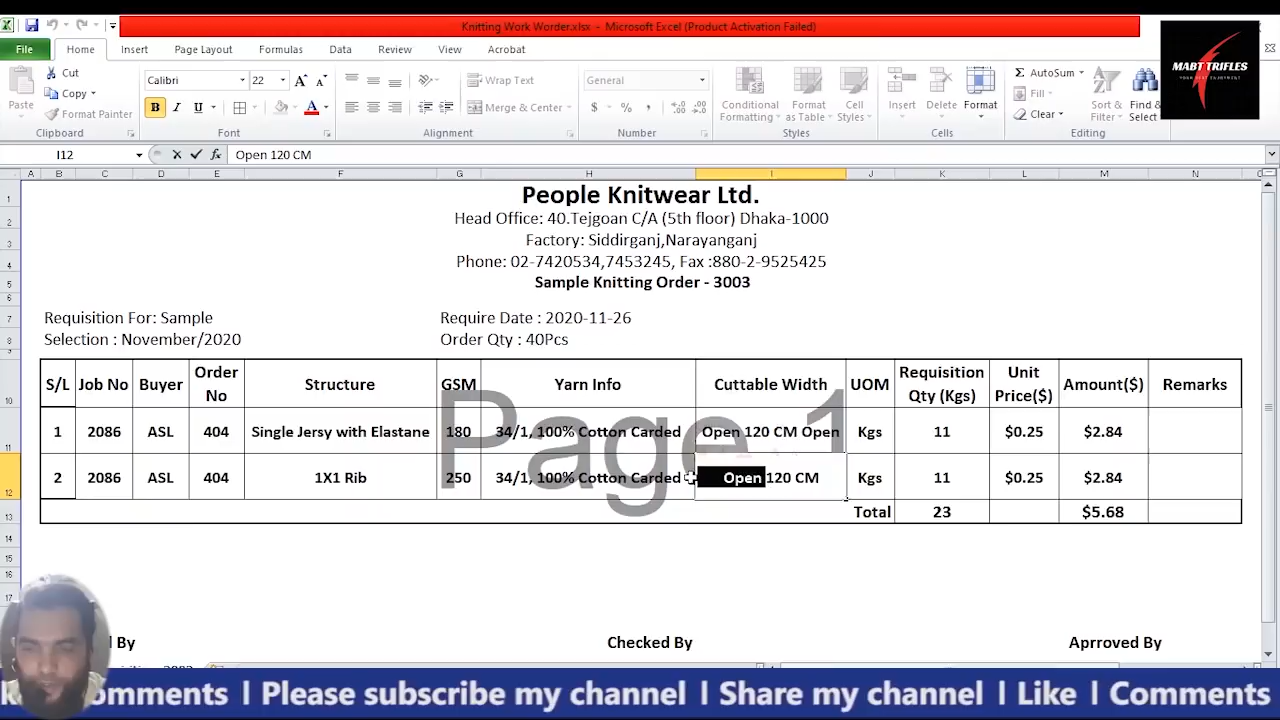 Knitting Work Worder.xlsx - Microsoft Excel (Product Activation Failed)
File Home Insert Page Layout Formulas Data Review View Acrobat
Cut
Copy
Format Painter
Paste
Clipboard
Calibri 22
B I U
Font
Wrap Text
Merge & Center
Alignment
General
$ % ,
Number
Conditional Formatting
Format as Table
Cell Styles
Styles
Insert Delete Format
Cells
AutoSum
Fill
Clear
Sort & Filter
Find & Select
Editing
MABT TRIFLES
I12 fx Open 120 CM
A B C D E F G H I J K L M N
People Knitwear Ltd.
Head Office: 40.Tejgoan C/A (5th floor) Dhaka-1000
Factory: Siddirganj,Narayanganj
Phone: 02-7420534,7453245, Fax :880-2-9525425
Sample Knitting Order - 3003
Requisition For: Sample Require Date : 2020-11-26
Selection : November/2020 Order Qty : 40Pcs
S/L Job No Buyer Order No Structure GSM Yarn Info Cuttable Width UOM Requisition Qty (Kgs) Unit Price($) Amount($) Remarks
1 2086 ASL 404 Single Jersy with Elastane 180 34/1, 100% Cotton Carded Open 120 CM Open Kgs 11 $0.25 $2.84
2 2086 ASL 404 1X1 Rib 250 34/1, 100% Cotton Carded Open 120 CM Kgs 11 $0.25 $2.84
Total 23 $5.68
Page 1
By Checked By Aprroved By
omments I Please subscribe my channel I Share my channel I Like I Comments